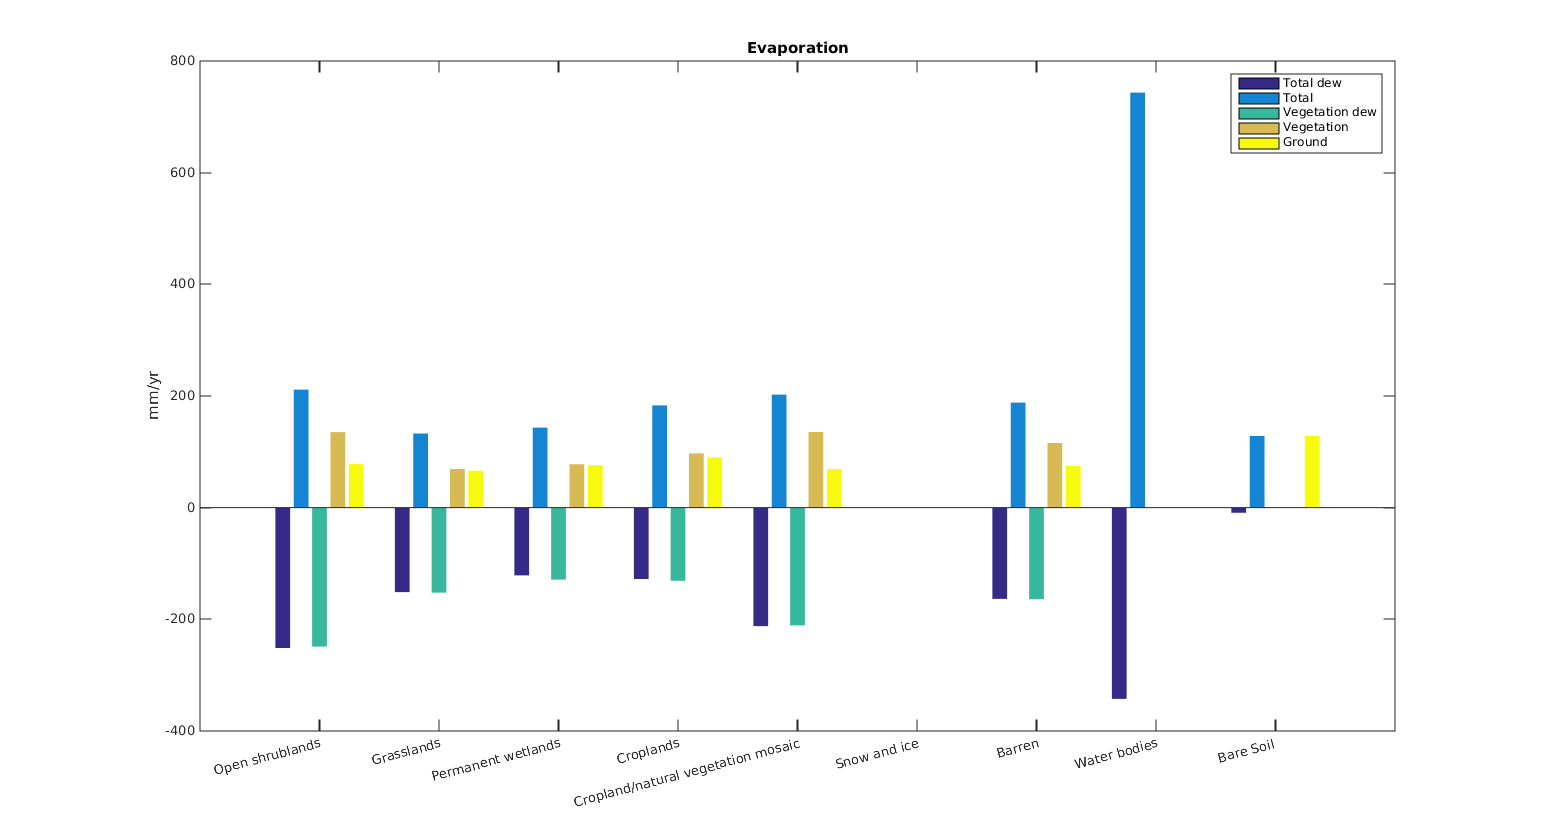 Evaporation
800
600
400
200
0
-200
-400
mm/yr
Total dew
Total
Vegetation dew
Vegetation
Ground
Open shrublands
Grasslands
Permanent wetlands
Croplands
Cropland/natural vegetation mosaic
Snow and ice
Barren
Water bodies
Bare Soil